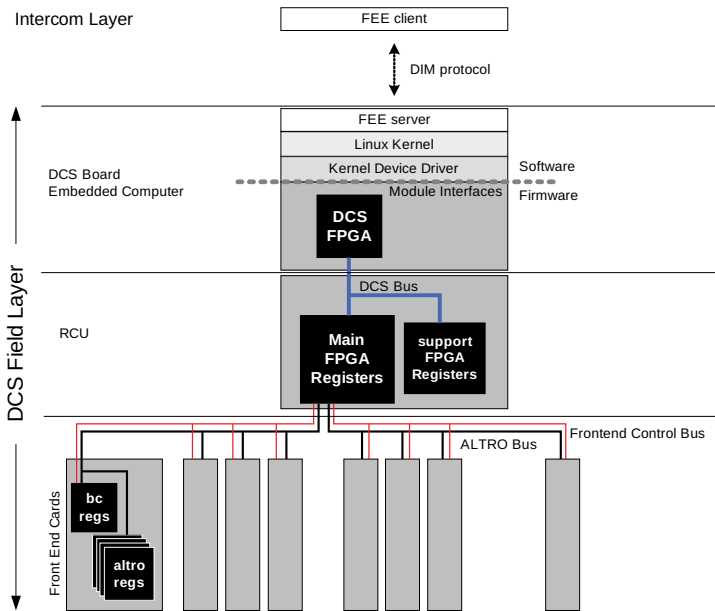 Intercom Layer
FEE client
DIM protocol
FEE server
Linux Kernel
Kernel Device Driver
Software
DCS Board
Embedded Computer
Module Interfaces
Firmware
DCS
FPGA
DCS Field Layer
DCS Bus
RCU
Main
FPGA
Registers
support
FPGA
Registers
Frontend Control Bus
ALTRO Bus
Front End Cards
bc
regs
altro
regs